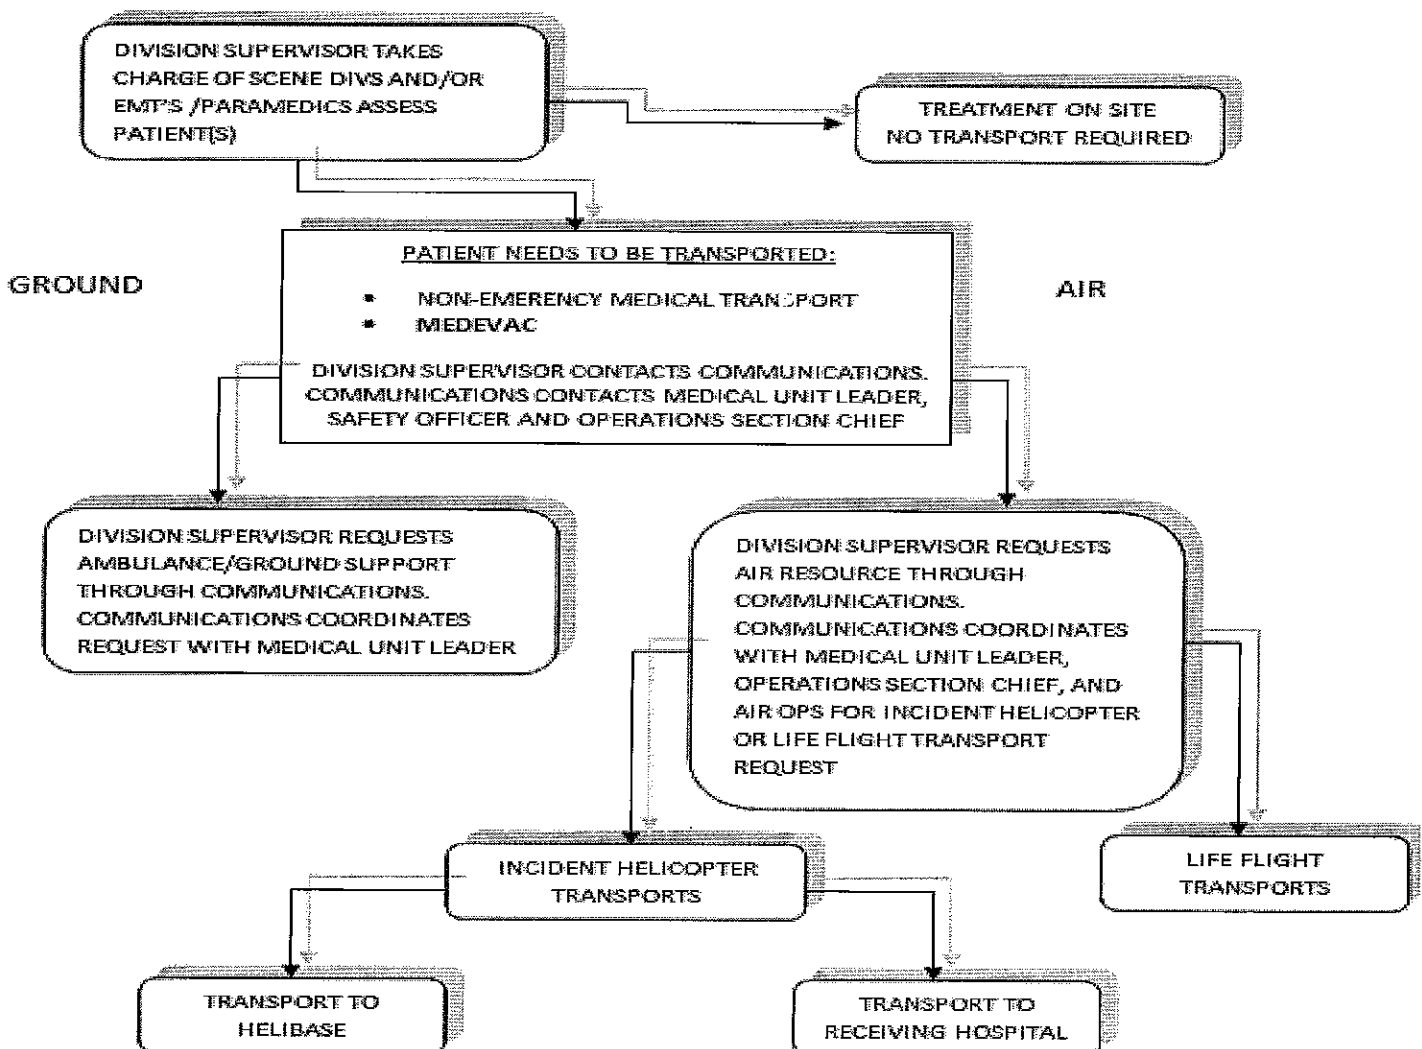 DIVISION SUPERVISOR TAKES
CHARGE OF SCENE DIVS AND/OR
EMT'S /PARAMEDICS ASSESS
PATIENT(S)
TREATMENT ON SITE
NO TRANSPORT REQUIRED
GROUND
PATIENT NEEDS TO BE TRANSPORTED:
• NON-EMERENCY MEDICAL TRANSPORT
• MEDEVAC
DIVISION SUPERVISOR CONTACTS COMMUNICATIONS.
COMMUNICATIONS CONTACTS MEDICAL UNIT LEADER,
SAFETY OFFICER AND OPERATIONS SECTION CHIEF
AIR
DIVISION SUPERVISOR REQUESTS
AMBULANCE/GROUND SUPPORT
THROUGH COMMUNICATIONS.
COMMUNICATIONS COORDINATES
REQUEST WITH MEDICAL UNIT LEADER
DIVISION SUPERVISOR REQUESTS
AIR RESOURCE THROUGH
COMMUNICATIONS.
COMMUNICATIONS COORDINATES
WITH MEDICAL UNIT LEADER,
OPERATIONS SECTION CHIEF, AND
AIR OPS FOR INCIDENT HELICOPTER
OR LIFE FLIGHT TRANSPORT
REQUEST
INCIDENT HELICOPTER
TRANSPORTS
LIFE FLIGHT
TRANSPORTS
TRANSPORT TO
HELIBASE
TRANSPORT TO
RECEIVING HOSPITAL